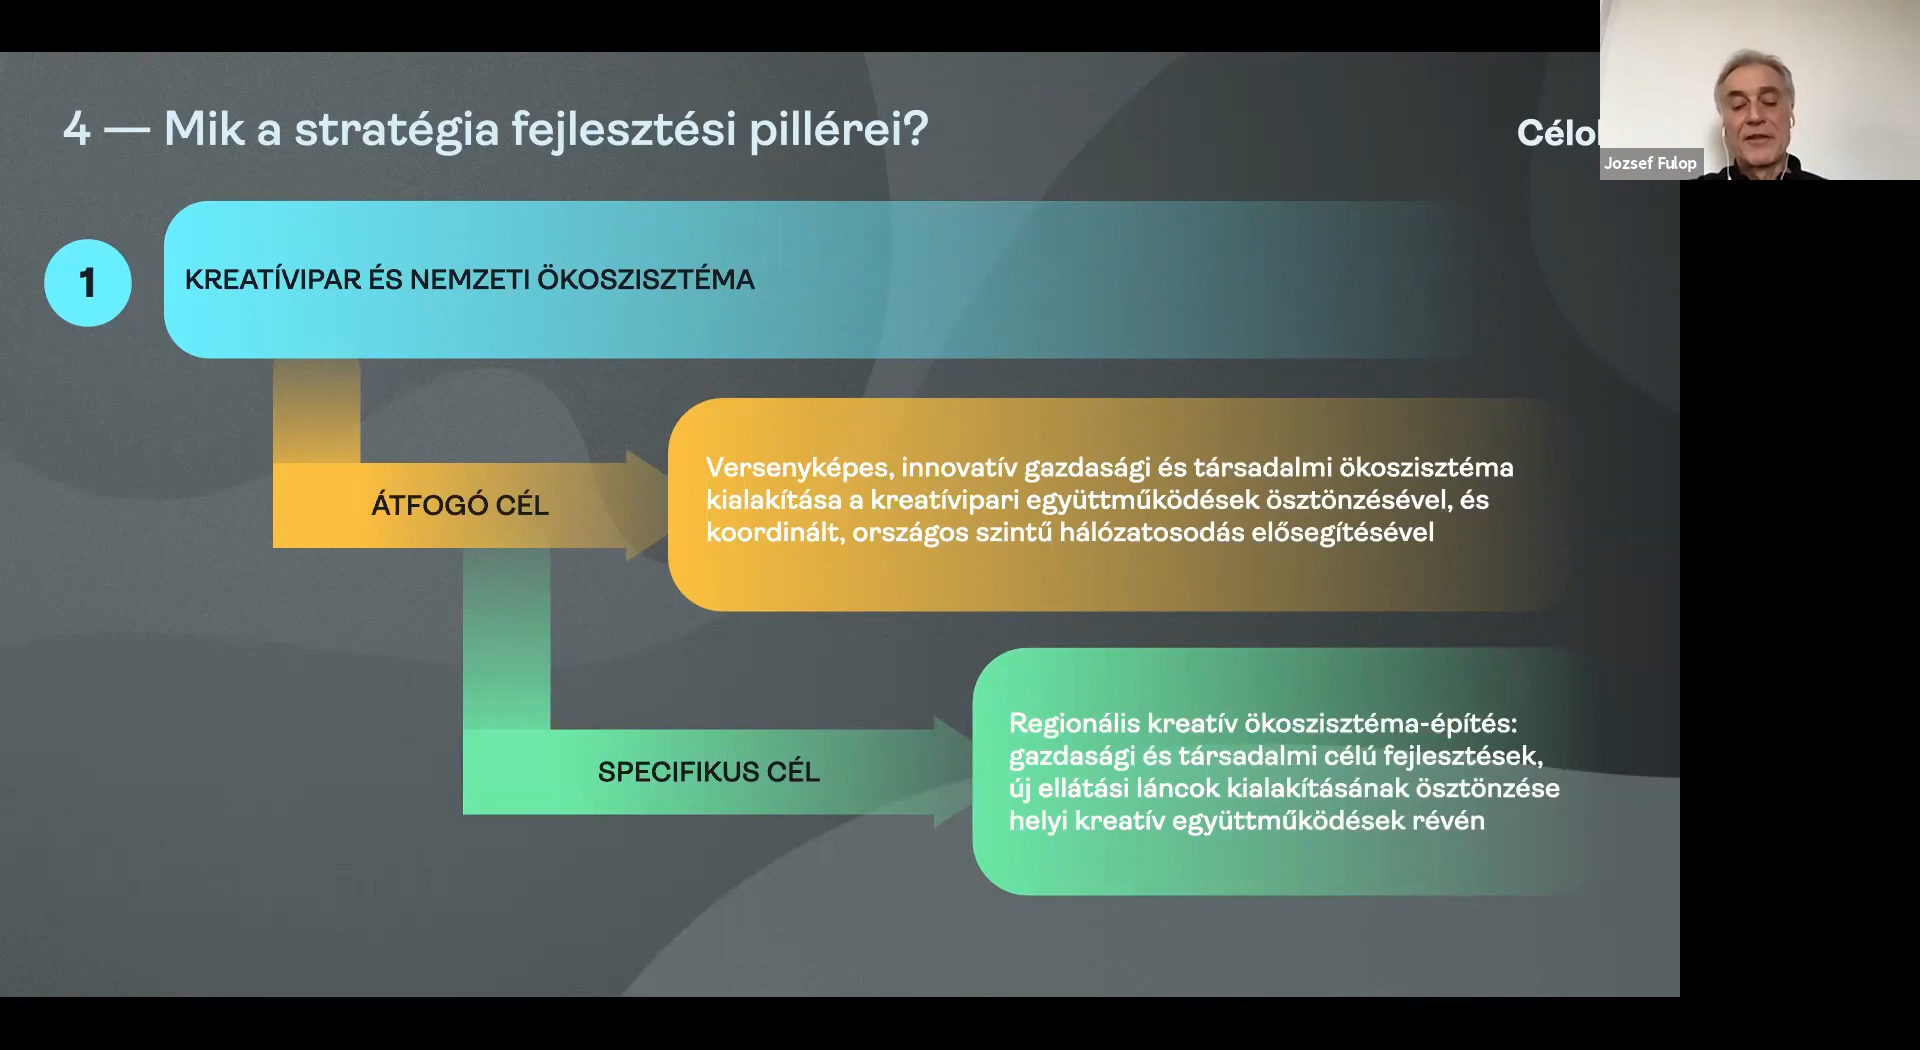 4 — Mik a stratégia fejlesztési pillérei?
Jozsef Fulop
1
KREATÍVIPAR ÉS NEMZETI ÖKOSZISZTÉMA
ÁTFOGÓ CÉL
Versenyképes, innovatív gazdasági és társadalmi ökoszisztéma
kialakítása a kreatívipari együttműködések ösztönzésével, és
koordinált, országos szintű hálózatosodás elősegítésével
SPECIFIKUS CÉL
Regionális kreatív ökoszisztéma-építés:
gazdasági és társadalmi célú fejlesztések,
új ellátási láncok kialakításának ösztönzése
helyi kreatív együttműködések révén